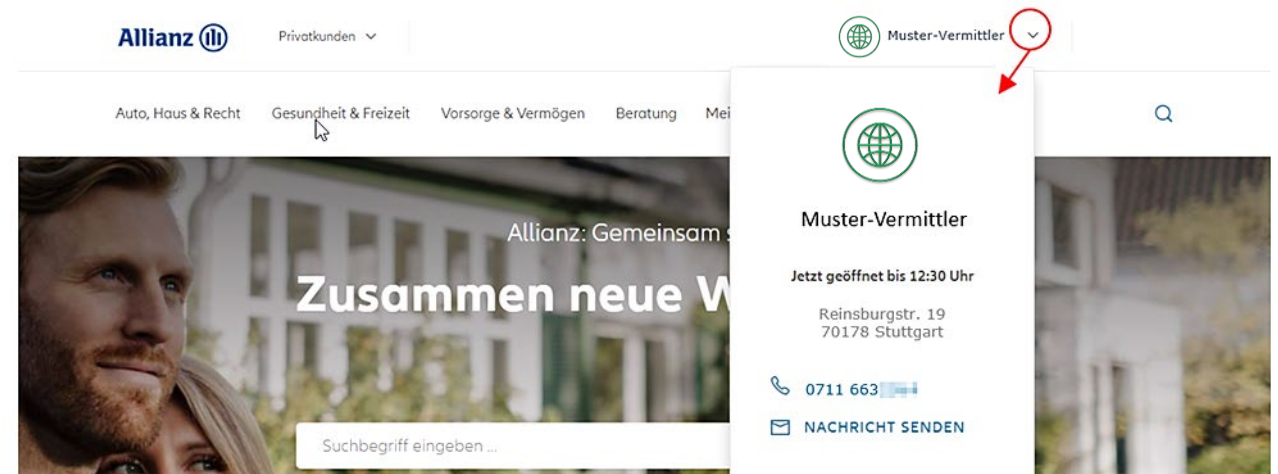 Allianz
Privatkunden
Muster-Vermittler
Auto, Haus & Recht
Gesundheit & Freizeit
Vorsorge & Vermögen
Beratung
Allianz: Gemeinsam
Zusammen neue W
Suchbegriff eingeben ...
Muster-Vermittler
Jetzt geöffnet bis 12:30 Uhr
Reinsburgstr. 19
70178 Stuttgart
0711 663
NACHRICHT SENDEN